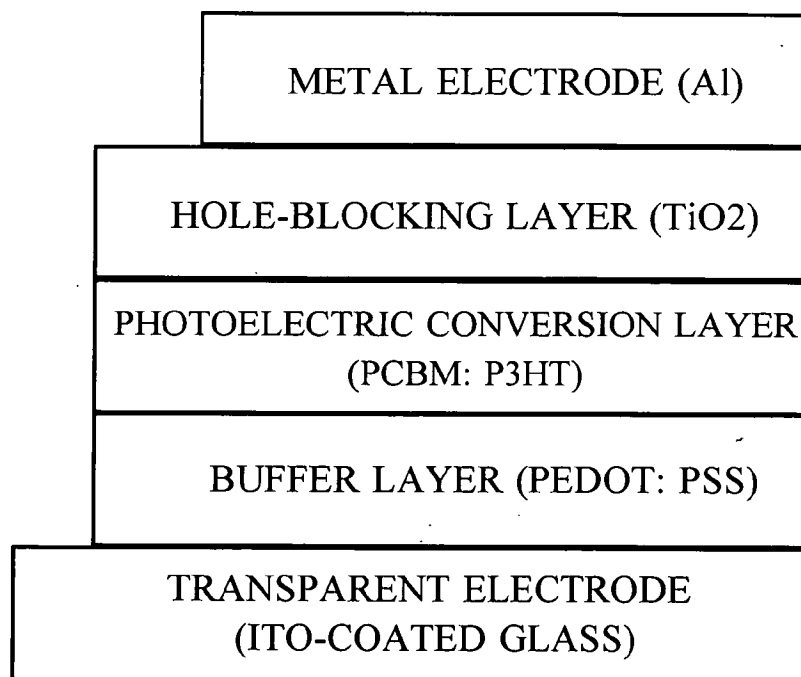 METAL ELECTRODE (Al)
HOLE-BLOCKING LAYER (TiO2)
PHOTOELECTRIC CONVERSION LAYER
(PCBM: P3HT)
BUFFER LAYER (PEDOT: PSS)
TRANSPARENT ELECTRODE
(ITO-COATED GLASS)